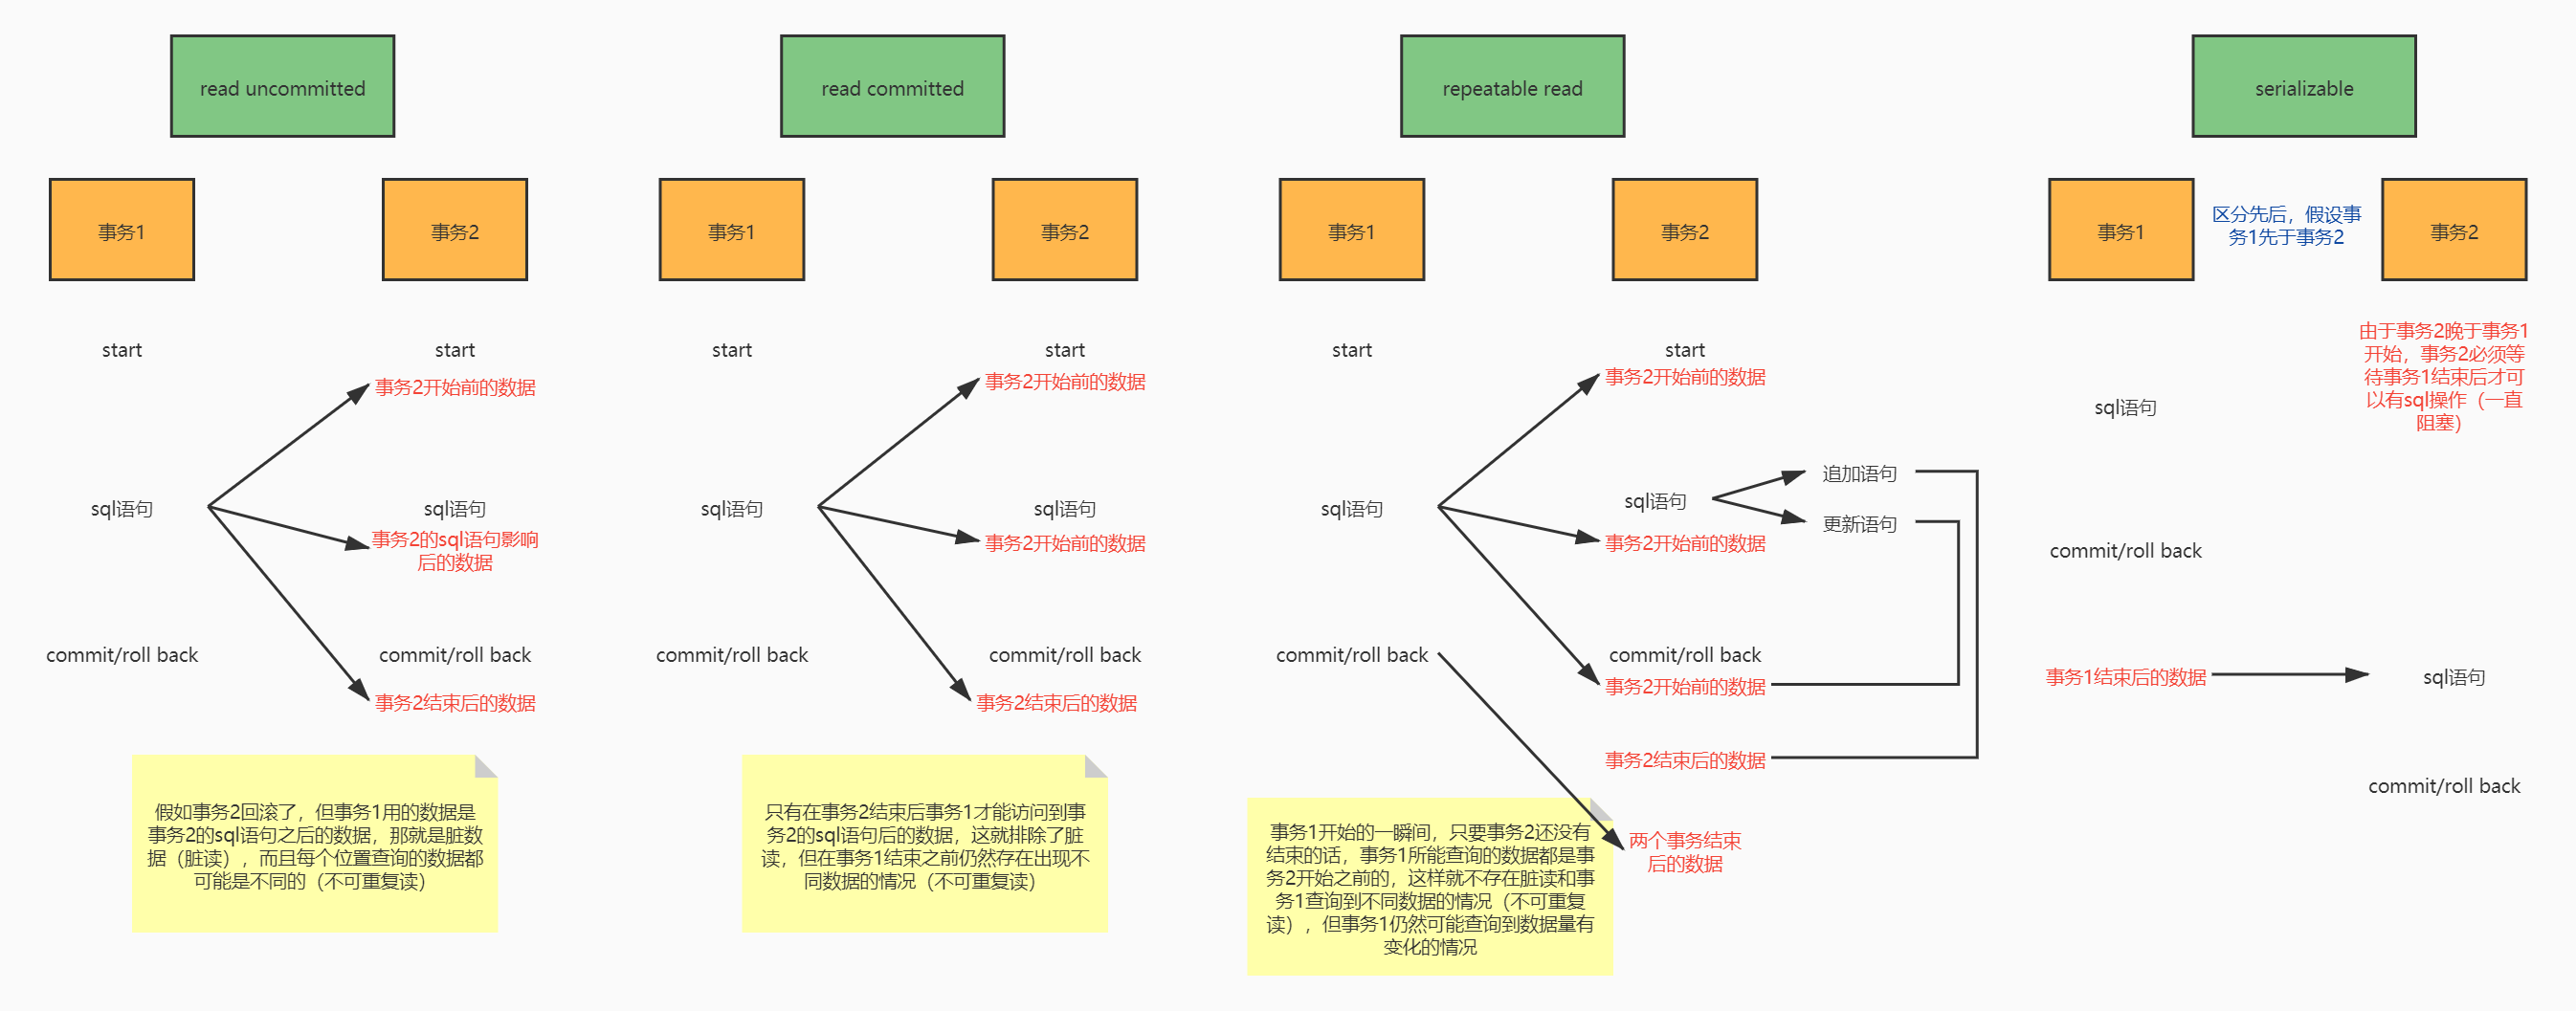 read uncommitted
事务1
事务2
start
start
事务2开始前的数据
sql语句
sql语句
事务2的sql语句影响
后的数据
commit/roll back
commit/roll back
事务2结束后的数据
假如事务2回滚了，但事务1用的数据是
事务2的sql语句之后的数据，那就是脏数
据（脏读），而且每个位置查询的数据都
可能是不同的（不可重复读）
read committed
事务1
事务2
start
start
事务2开始前的数据
sql语句
sql语句
事务2开始前的数据
commit/roll back
commit/roll back
事务2结束后的数据
只有在事务2结束后事务1才能访问到事
务2的sql语句后的数据，这就排除了脏
读，但在事务1结束之前仍然存在出现不
同数据的情况（不可重复读）
repeatable read
事务1
事务2
start
start
事务2开始前的数据
sql语句
sql语句
追加语句
更新语句
事务2开始前的数据
commit/roll back
commit/roll back
事务2开始前的数据
事务2结束后的数据
事务1开始的一瞬间，只要事务2还没有
结束的话，事务1所能查询的数据都是事
务2开始之前的，这样就不存在脏读和事
务1查询到不同数据的情况（不可重复
读），但事务1仍然可能查询到数据量有
变化的情况
两个事务结束
后的数据
serializable
事务1
区分先后，假设事
务1先于事务2
事务2
由于事务2晚于事务1
开始，事务2必须等
待事务1结束后才可
以有sql操作（一直
阻塞）
sql语句
commit/roll back
事务1结束后的数据
sql语句
commit/roll back